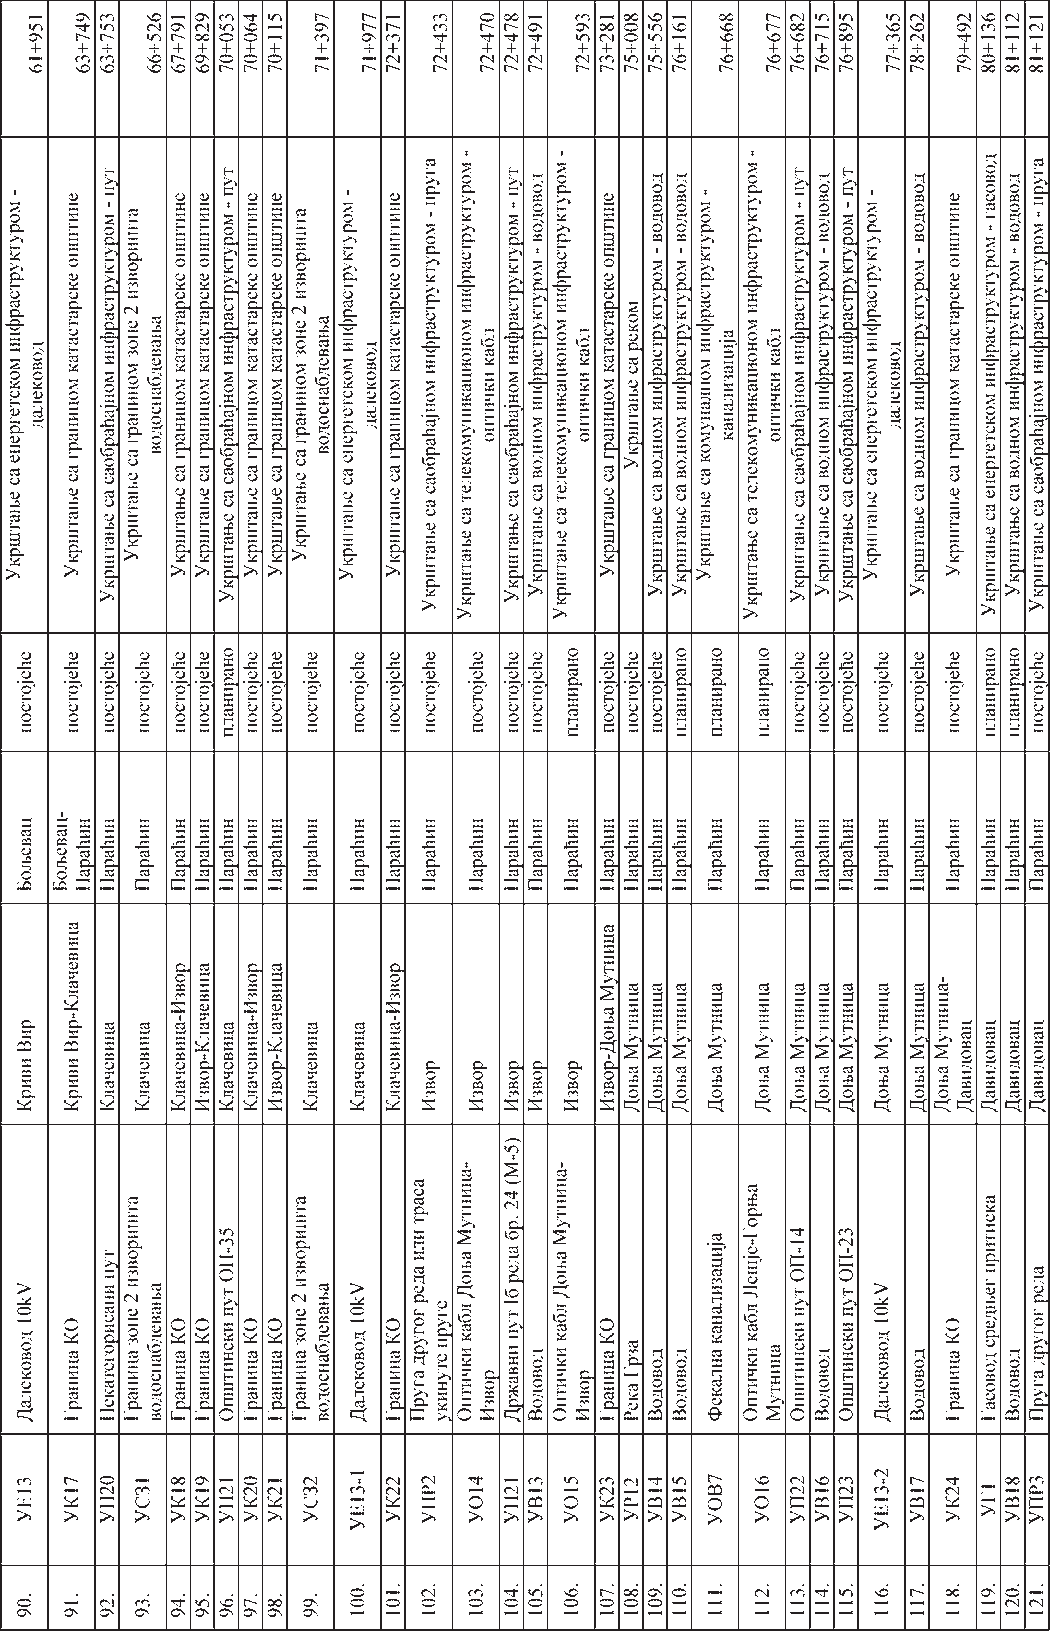 90. УЕ13 Далековод 10kV Криви Вир Бољевац постојеће Укрштање са енергетском инфраструктуром - далековод 61+951
91. УК17 Граница КО Криви Вир-Клачевица Бољевац-Параћин постојеће Укрштање са границом катастарске општине 63+749
92. УП20 Некатегорисани пут Клачевица Параћин постојеће Укрштање са саобраћајном инфраструктуром - пут 63+753
93. УСЗ1 Граница зоне 2 изворишта водоснабдевања Клачевица Параћин постојеће Укрштање са границом зоне 2 изворишта водоснабдевања 66+526
94. УК18 Граница КО Клачевица-Извор Параћин постојеће Укрштање са границом катастарске општине 67+791
95. УК19 Граница КО Извор-Клачевица Параћин постојеће Укрштање са границом катастарске општине 69+829
96. УП21 Општински пут ОП-35 Клачевица Параћин планирано Укрштање са саобраћајном инфраструктуром - пут 70+053
97. УК20 Граница КО Клачевица-Извор Параћин постојеће Укрштање са границом катастарске општине 70+064
98. УК21 Граница КО Извор-Клачевица Параћин постојеће Укрштање са границом катастарске општине 70+115
99. УСЗ2 Граница зоне 2 изворишта водоснабдевања Клачевица Параћин постојеће Укрштање са границом зоне 2 изворишта водоснабдевања 71+397
100. УЕ13-1 Далековод 10kV Клачевица Параћин постојеће Укрштање са енергетском инфраструктуром - далековод 71+977
101. УК22 Граница КО Клачевица-Извор Параћин постојеће Укрштање са границом катастарске општине 72+371
102. УПР2 Пруга другог реда или траса укинуте пруге Извор Параћин постојеће Укрштање са саобраћајном инфраструктуром - пруга 72+433
103. УО14 Оптички кабл Доња Мутница-Извор Извор Параћин постојеће Укрштање са телекомуникационом инфраструктуром - оптички кабл 72+470
104. УП21 Државни пут Iб реда бр. 24 (М-5) Извор Параћин постојеће Укрштање са саобраћајном инфраструктуром - пут 72+478
105. УВ13 Водовод Извор Параћин постојеће Укрштање са водном инфраструктуром - водовод 72+491
106. УО15 Оптички кабл Доња Мутница-Извор Извор Параћин планирано Укрштање са телекомуникационом инфраструктуром - оптички кабл 72+593
107. УК23 Граница КО Извор-Доња Мутница Параћин постојеће Укрштање са границом катастарске општине 73+281
108. УР12 Река Грза Доња Мутница Параћин постојеће Укрштање са реком 75+008
109. УВ14 Водовод Доња Мутница Параћин постојеће Укрштање са водном инфраструктуром - водовод 75+556
110. УВ15 Водовод Доња Мутница Параћин планирано Укрштање са водном инфраструктуром - водовод 76+161
111. УОВ7 Фекална канализација Доња Мутница Параћин планирано Укрштање са комуналном инфраструктуром - канализација 76+668
112. УО16 Оптички кабл Лешје-Горња Мутница Доња Мутница Параћин планирано Укрштање са телекомуникационом инфраструктуром - оптички кабл 76+677
113. УП22 Општински пут ОП-14 Доња Мутница Параћин постојеће Укрштање са саобраћајном инфраструктуром - пут 76+682
114. УВ16 Водовод Доња Мутница Параћин постојеће Укрштање са водном инфраструктуром - водовод 76+715
115. УП23 Општински пут ОП-23 Доња Мутница Параћин постојеће Укрштање са саобраћајном инфраструктуром - пут 76+895
116. УЕ13-2 Далековод 10kV Доња Мутница Параћин постојеће Укрштање са енергетском инфраструктуром - далековод 77+365
117. УВ17 Водовод Доња Мутница Параћин постојеће Укрштање са водном инфраструктуром - водовод 78+262
118. УК24 Граница КО Доња Мутница-Давидовац Параћин постојеће Укрштање са границом катастарске општине 79+492
119. УГ1 Гасовод средњег притиска Давидовац Параћин планирано Укрштање са енергетском инфраструктуром - гасовод 80+136
120. УВ18 Водовод Давидовац Параћин планирано Укрштање са водном инфраструктуром - водовод 81+112
121. УПР3 Пруга другог реда Давидовац Параћин постојеће Укрштање са саобраћајном инфраструктуром - пруга 81+121